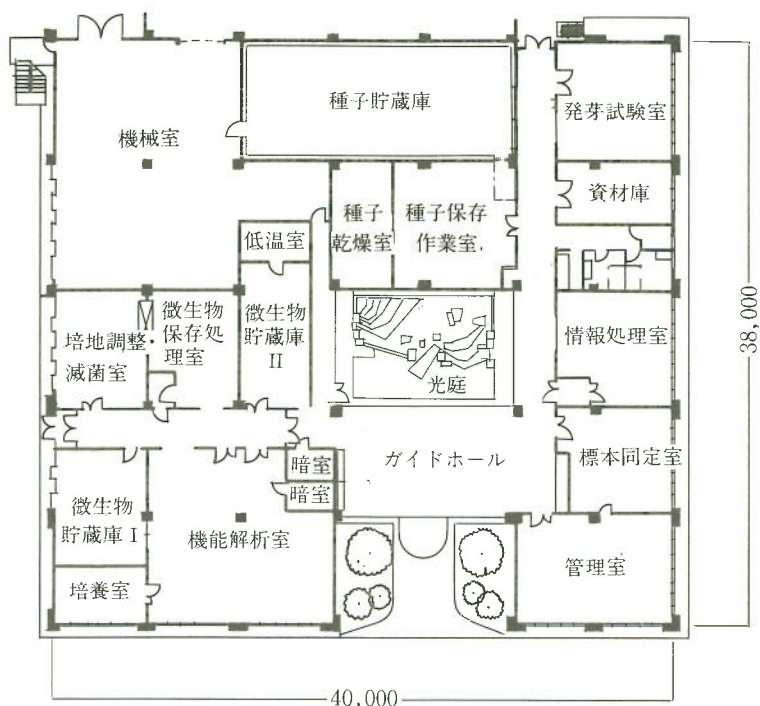 種子貯蔵庫
発芽試験室
機械室
資材庫
種子
乾燥室
種子保存
作業室
低温室
微生物
保存処
理室
微生物
貯蔵庫
II
培地調整・
滅菌室
光庭
情報処理室
38,000
暗室
暗室
ガイドホール
標本同定室
微生物
貯蔵庫 I
機能解析室
培養室
管理室
40,000